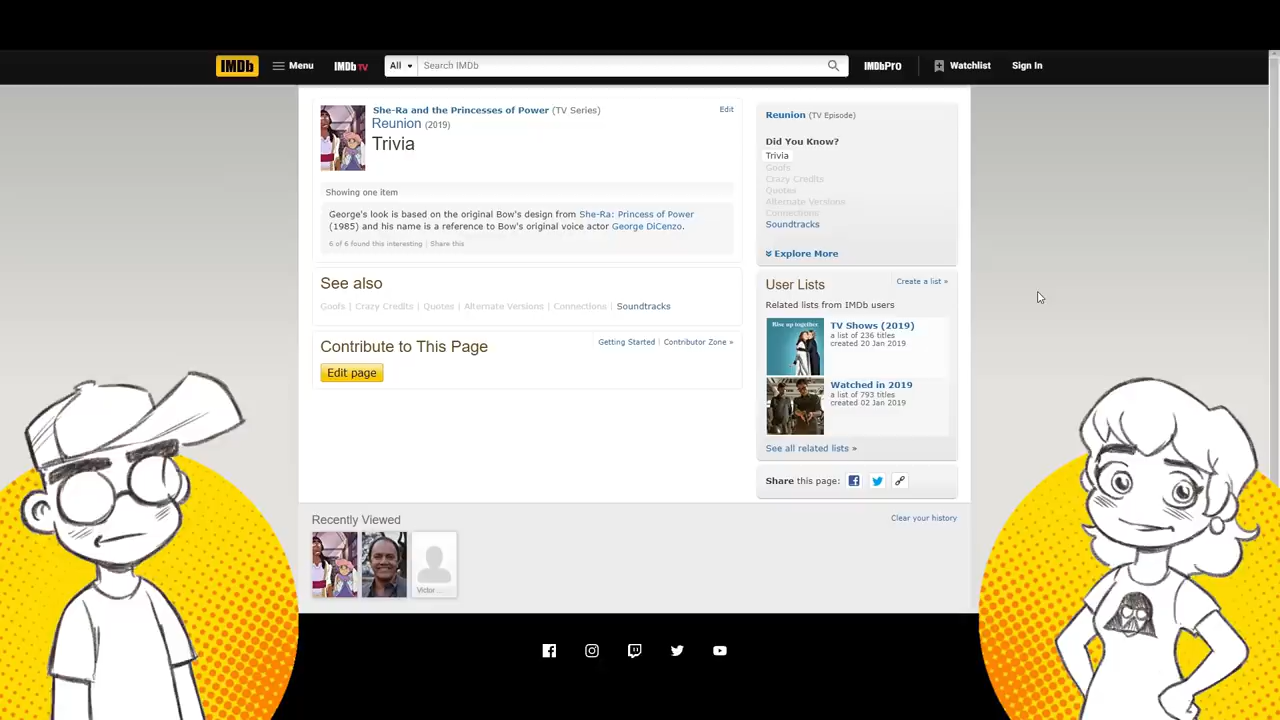 IMDb
Menu
IMDbTV
All
Search IMDb
IMDbPro
Watchlist
Sign In
She-Ra and the Princesses of Power (TV Series)
Edit
Reunion (2019)
Trivia
Showing one item
George's look is based on the original Bow's design from She-Ra: Princess of Power
(1985) and his name is a reference to Bow's original voice actor George DiCenzo.
6 of 6 found this interesting | Share this
See also
Goofs | Crazy Credits | Quotes | Alternate Versions | Connections | Soundtracks
Contribute to This Page
Getting Started | Contributor Zone »
Edit page
Reunion (TV Episode)
Did You Know?
Trivia
Goofs
Crazy Credits
Quotes
Alternate Versions
Connections
Soundtracks
Explore More
User Lists
Create a list »
Related lists from IMDb users
Rise up together
TV Shows (2019)
a list of 236 titles
created 20 Jan 2019
Watched in 2019
a list of 793 titles
created 02 Jan 2019
See all related lists »
Share this page:
Recently Viewed
Clear your history
Victor ...